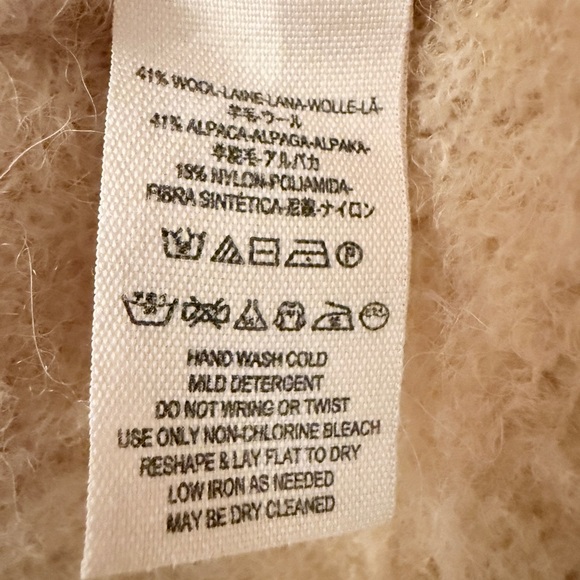 41% WOOL-LAINE-LANA-WOLLE-LÃ-
羊毛-ウール
41% ALPACA-ALPAGA-ALPAKA-
羊驼毛-アルパカ
18% NYLON-POLIAMIDA-
FIBRA SINTETICA-尼龍-ナイロン
HAND WASH COLD
MILD DETERGENT
DO NOT WRING OR TWIST
USE ONLY NON-CHLORINE BLEACH
RESHAPE & LAY FLAT TO DRY
LOW IRON AS NEEDED
MAY BE DRY CLEANED